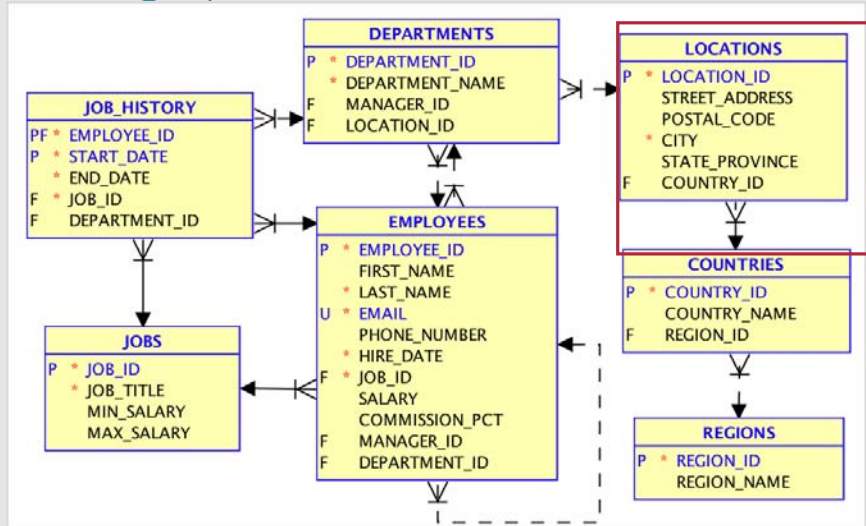 DEPARTMENTS
P * DEPARTMENT_ID
* DEPARTMENT_NAME
F MANAGER_ID
F LOCATION_ID
LOCATIONS
P * LOCATION_ID
STREET_ADDRESS
POSTAL_CODE
* CITY
STATE_PROVINCE
F COUNTRY_ID
JOB_HISTORY
PF * EMPLOYEE_ID
P * START_DATE
* END_DATE
F * JOB_ID
F DEPARTMENT_ID
EMPLOYEES
P * EMPLOYEE_ID
FIRST_NAME
* LAST_NAME
U * EMAIL
PHONE_NUMBER
* HIRE_DATE
F * JOB_ID
SALARY
COMMISSION_PCT
F MANAGER_ID
F DEPARTMENT_ID
COUNTRIES
P * COUNTRY_ID
COUNTRY_NAME
F REGION_ID
JOBS
P * JOB_ID
* JOB_TITLE
MIN_SALARY
MAX_SALARY
REGIONS
P * REGION_ID
REGION_NAME